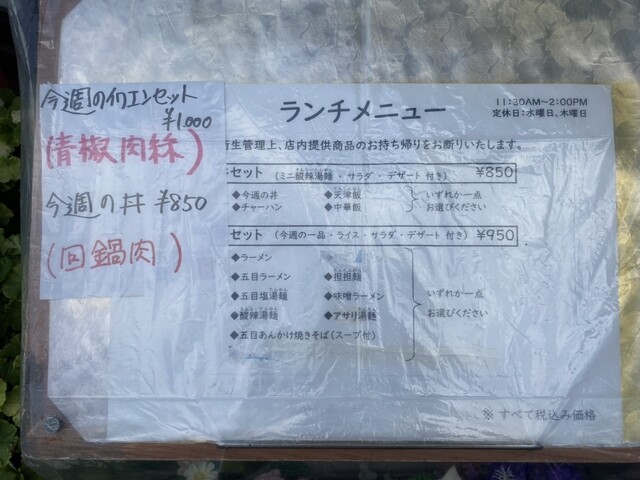 今週のイロエンセット
¥1,000
(青椒肉絲)
今週の丼 ¥850
(回鍋肉)
ランチメニュー
11:30AM～2:00PM
定休日:水曜日、木曜日
衛生管理上、店内提供商品のお持ち帰りをお断りいたします。
セット (ミニ酸辣湯麺・サラダ・デザート 付き) ¥850
◆今週の丼 ◆天津飯
◆チャーハン ◆中華飯
いずれか一点
お選びください
セット (今週の一品・ライス・サラダ・デザート 付き) ¥950
◆ラーメン
◆五目ラーメン ◆担担麺
◆五目塩湯麺 ◆味噌ラーメン
◆酸辣湯麺 ◆アサリ湯麺
◆五目あんかけ焼きそば(スープ付)
いずれか一点
お選びください
※ すべて税込み価格